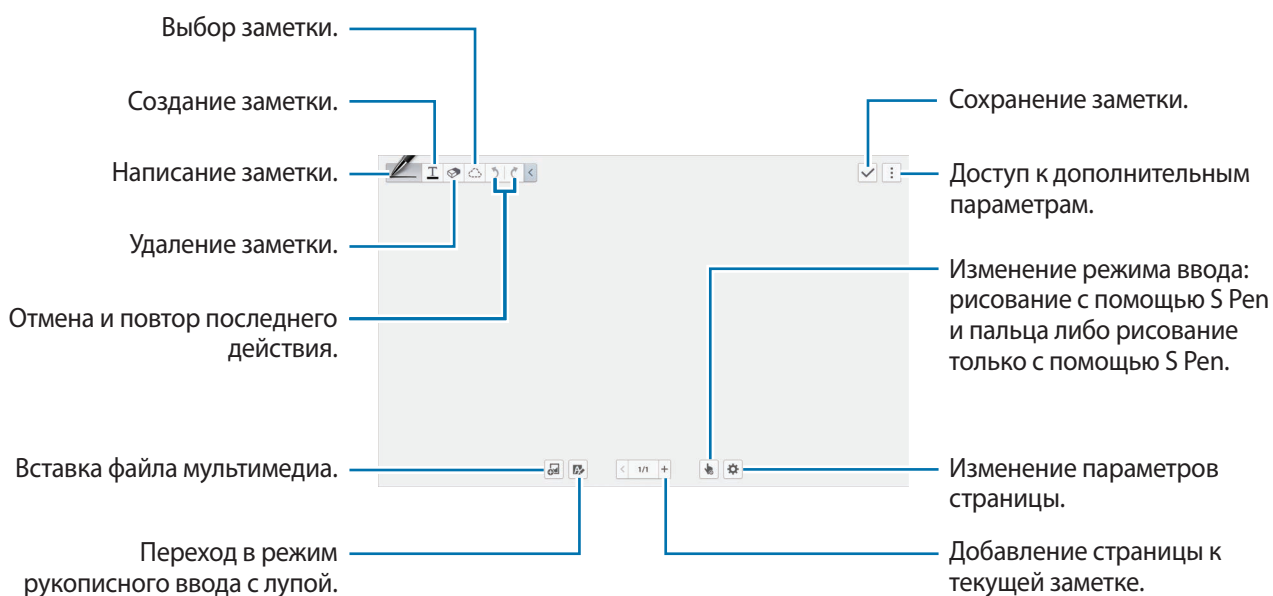 Выбор заметки.
Создание заметки.
Написание заметки.
Удаление заметки.
Отмена и повтор последнего
действия.
Вставка файла мультимедиа.
Переход в режим
рукописного ввода с лупой.
T
1/1
Сохранение заметки.
Доступ к дополнительным
параметрам.
Изменение режима ввода:
рисование с помощью S Pen
и пальца либо рисование
только с помощью S Pen.
Изменение параметров
страницы.
Добавление страницы к
текущей заметке.